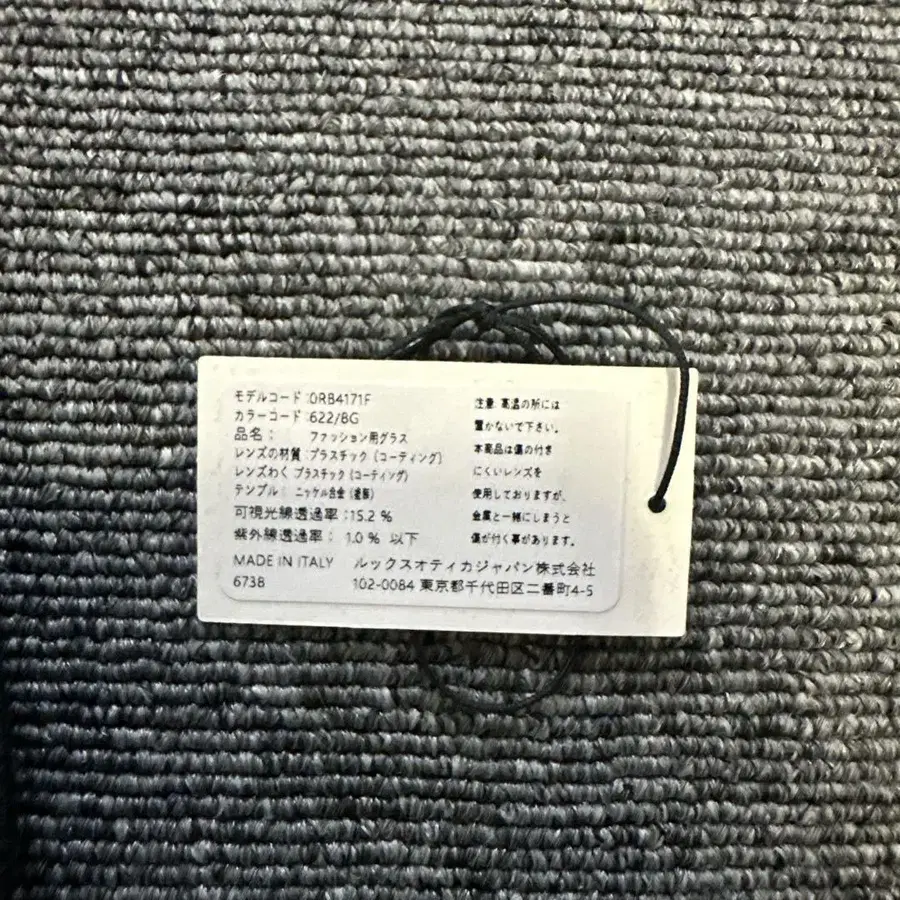 モデルコード :0RB4171F
カラーコード :622/8G
品名: ファッション用グラス
レンズの材質:プラスチック (コーティング)
レンズわく プラスチック (コーティング)
テンプル: ニッケル合金 (塗装)
可視光線透過率 :15.2 %
紫外線透過率: 1.0 % 以下
MADE IN ITALY ルックスオティカジャパン株式会社
6738 102-0084 東京都千代田区二番町4-5
注意 高温の所には
置かないで下さい。
本商品は傷の付き
にくいレンズを
使用しておりますが、
金属と一緒にしまうと
傷が付く事があります。